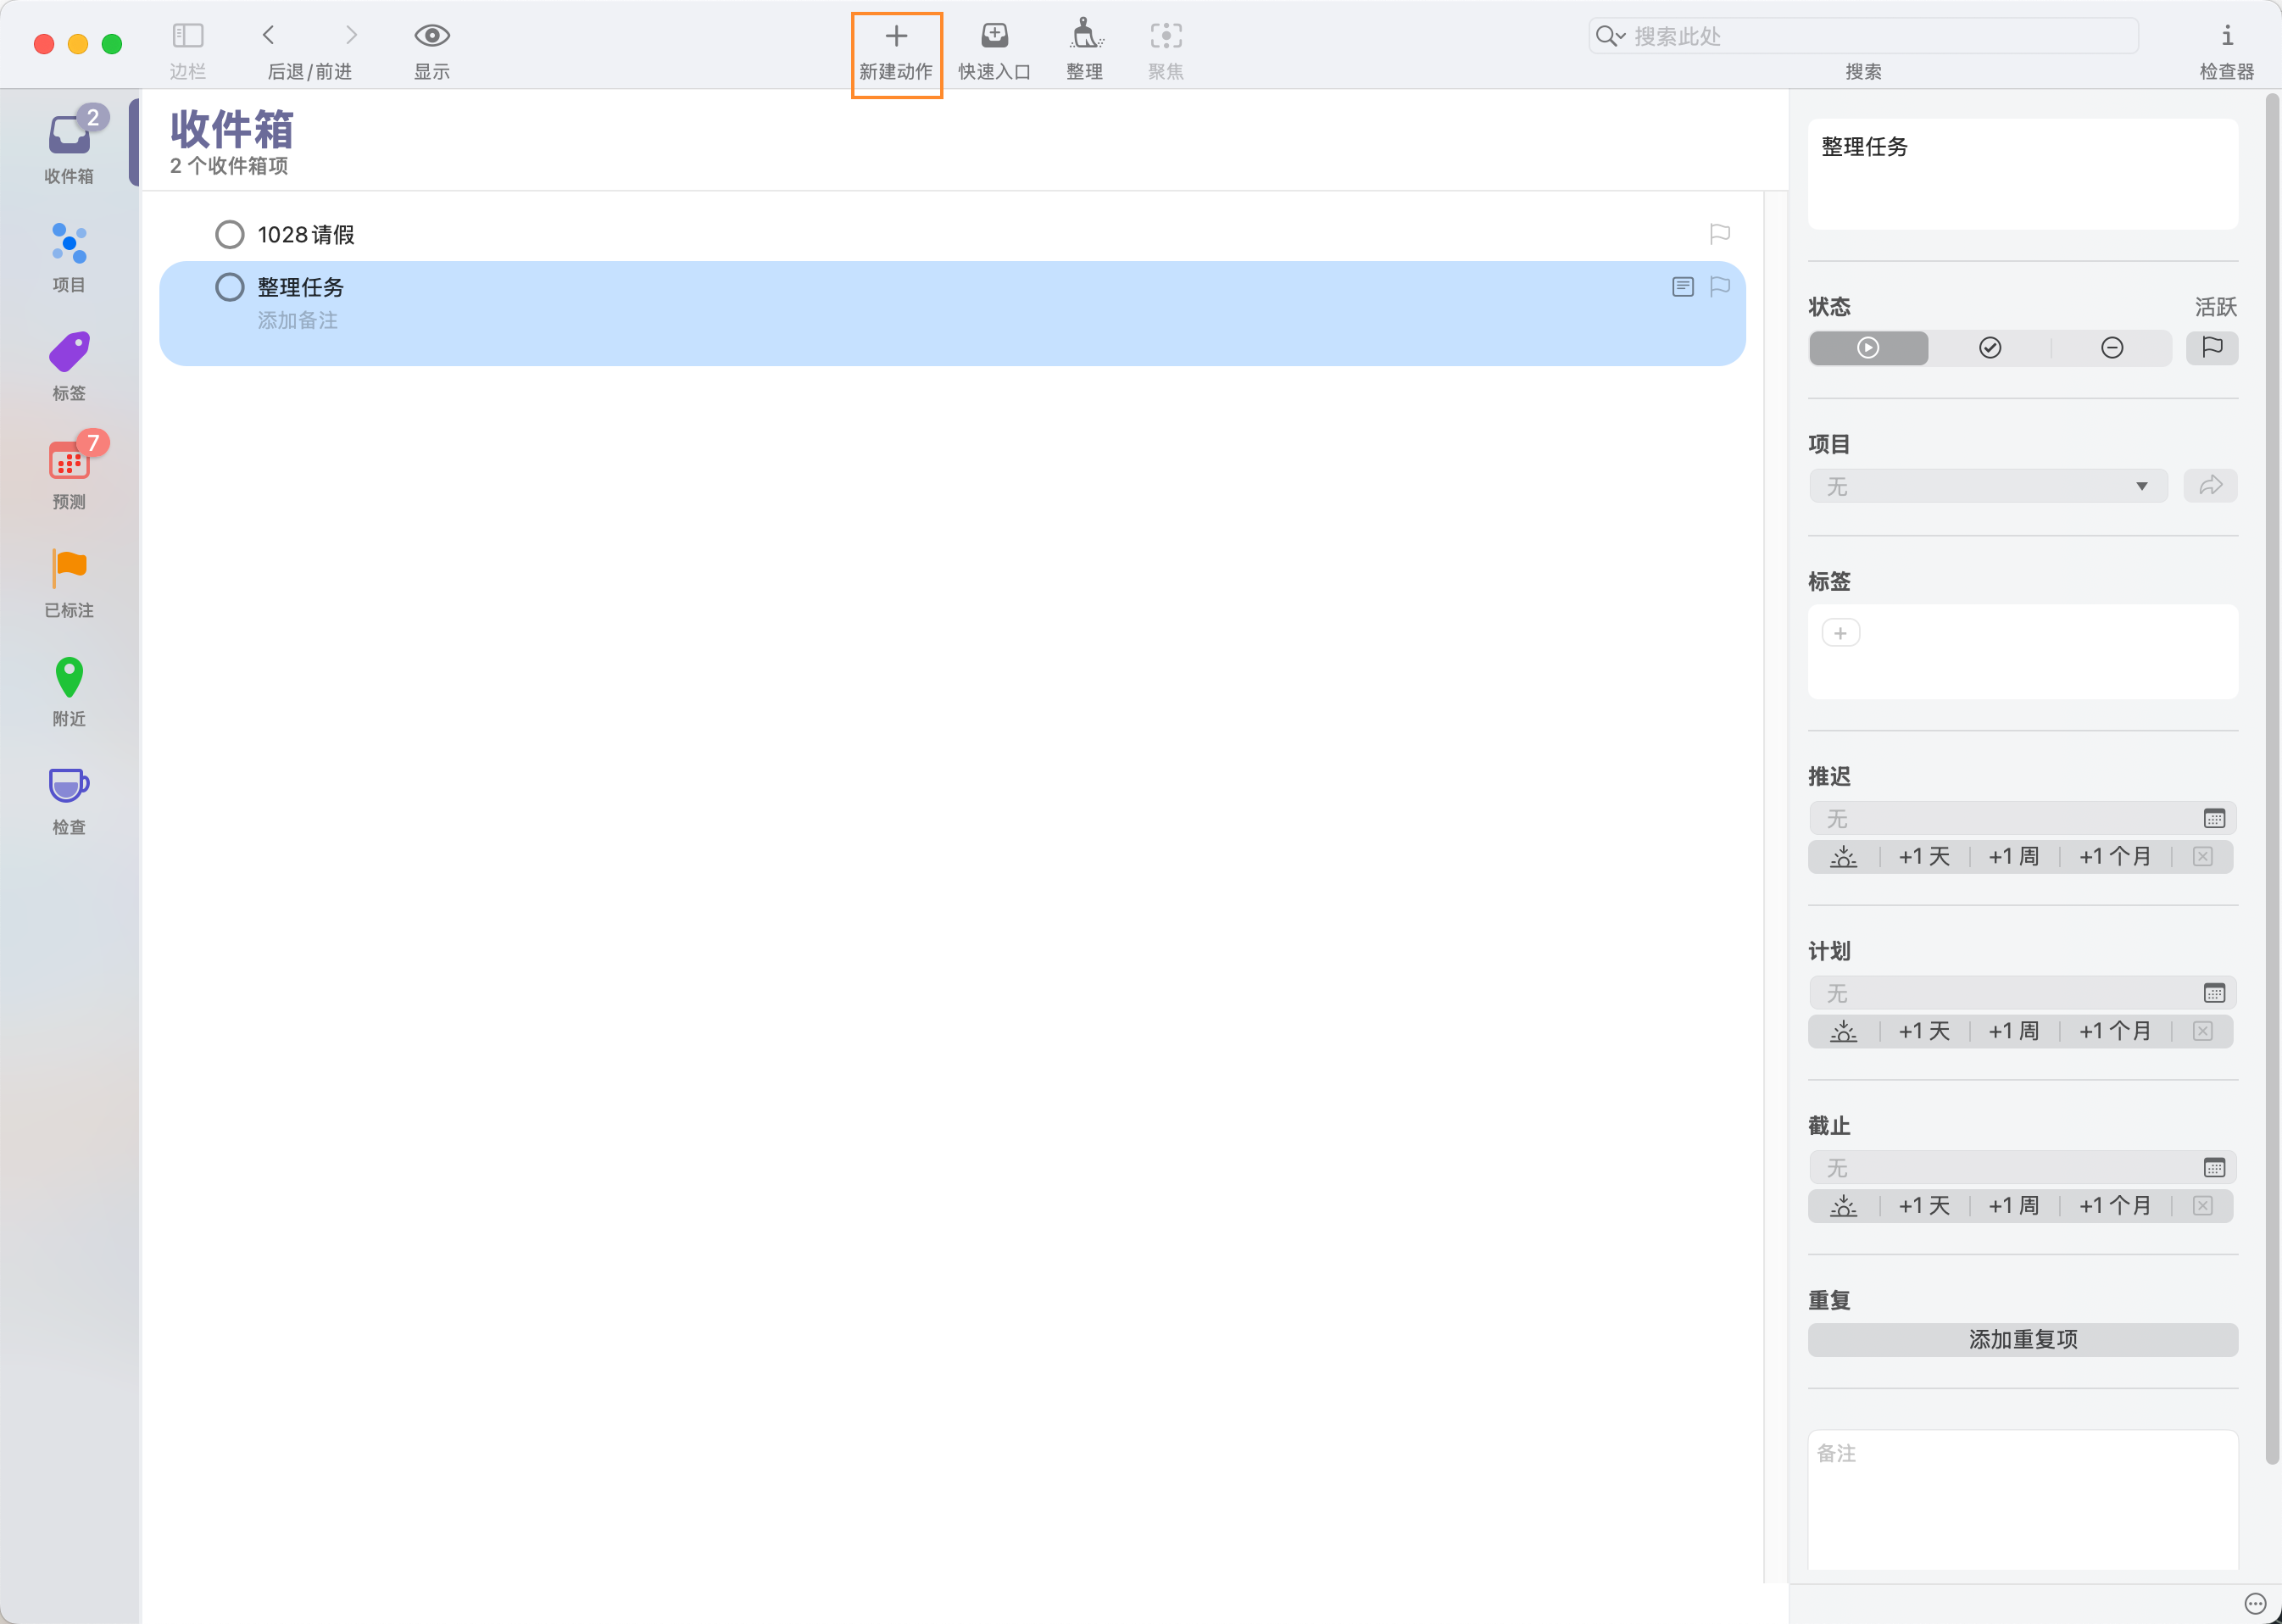 边栏
后退/前进
显示
新建动作
快速入口
整理
聚焦
搜索此处
搜索
检查器
2
收件箱
项目
标签
7
预测
已标注
附近
检查
收件箱
2 个收件箱项
1028 请假
整理任务
添加备注
整理任务
状态 活跃
项目
无
标签
推迟
无
+1 天 +1 周 +1 个月
计划
无
+1 天 +1 周 +1 个月
截止
无
+1 天 +1 周 +1 个月
重复
添加重复项
备注